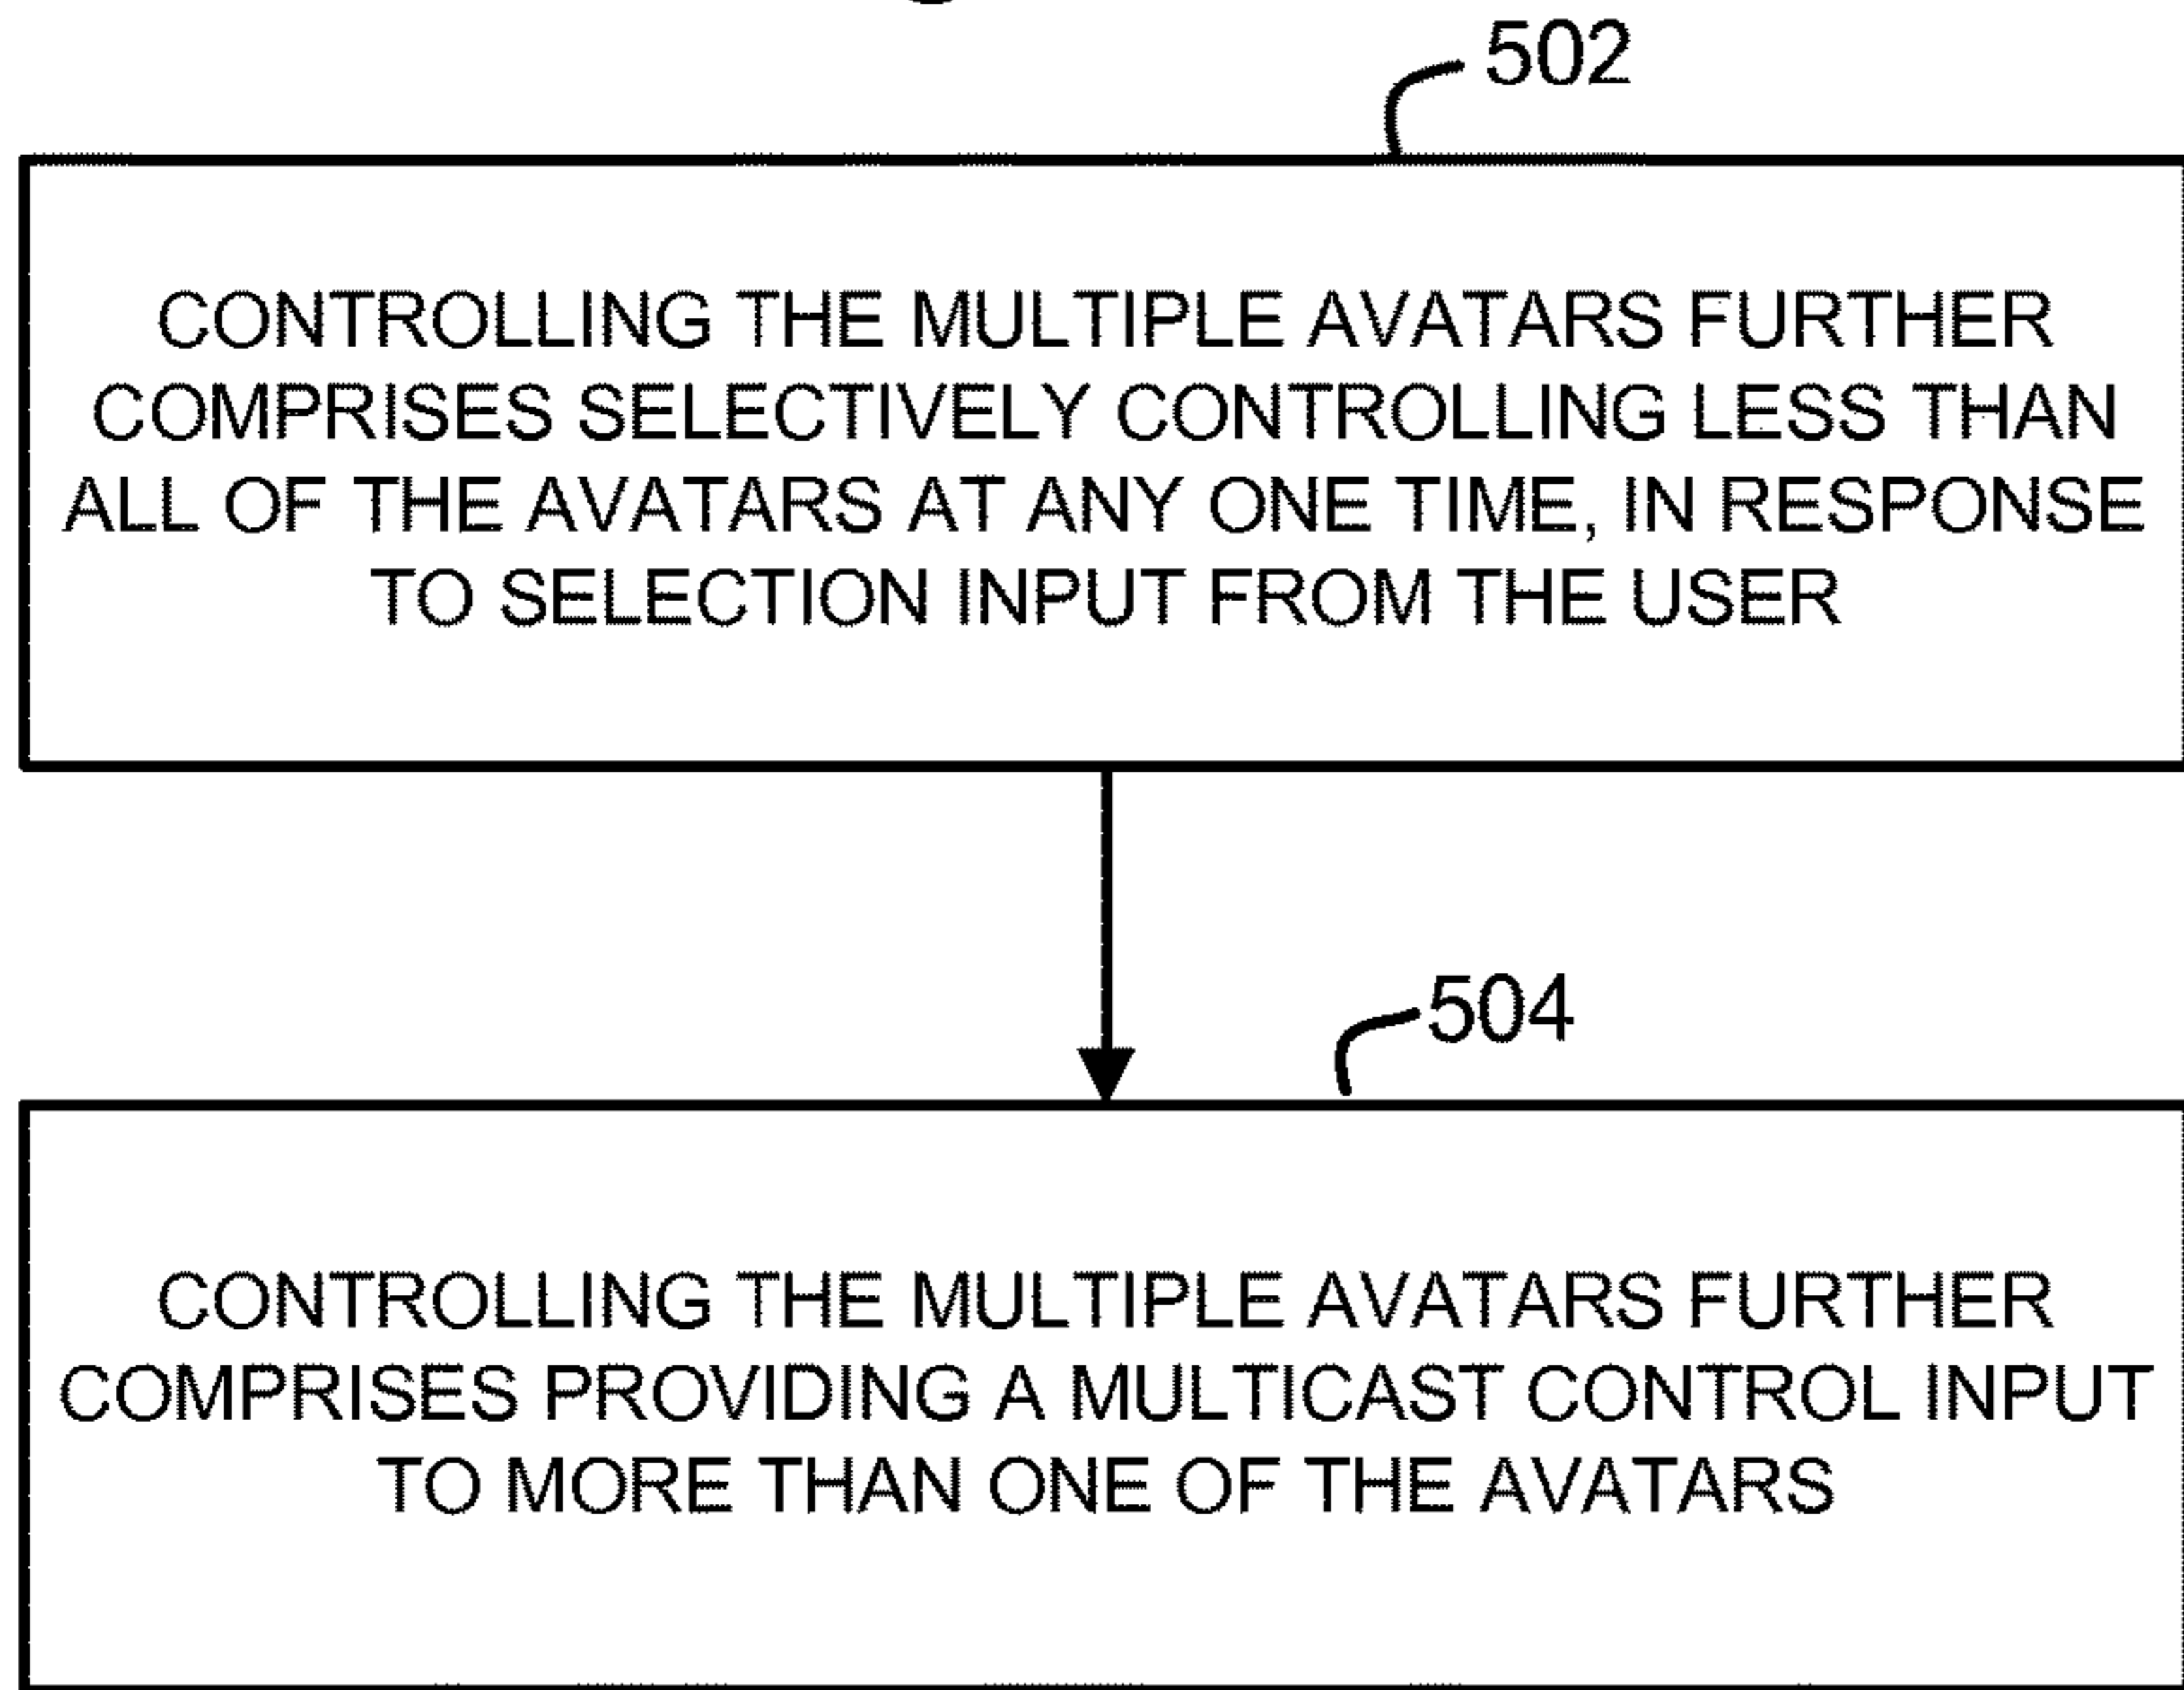 502
CONTROLLING THE MULTIPLE AVATARS FURTHER
COMPRISES SELECTIVELY CONTROLLING LESS THAN
ALL OF THE AVATARS AT ANY ONE TIME, IN RESPONSE
TO SELECTION INPUT FROM THE USER
504
CONTROLLING THE MULTIPLE AVATARS FURTHER
COMPRISES PROVIDING A MULTICAST CONTROL INPUT
TO MORE THAN ONE OF THE AVATARS